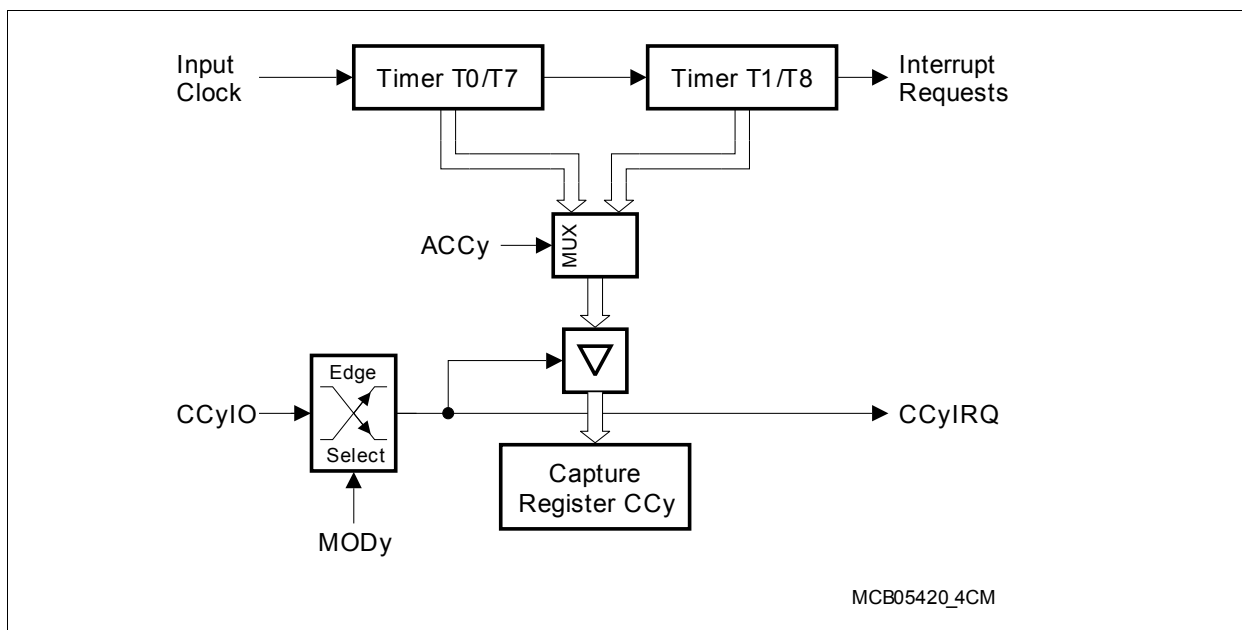 Input
Clock
Timer T0/T7
Timer T1/T8
Interrupt
Requests
ACCy
MUX
Edge
Select
CCyIO
CCyIRQ
Capture
Register CCy
MODy
MCB05420_4CM